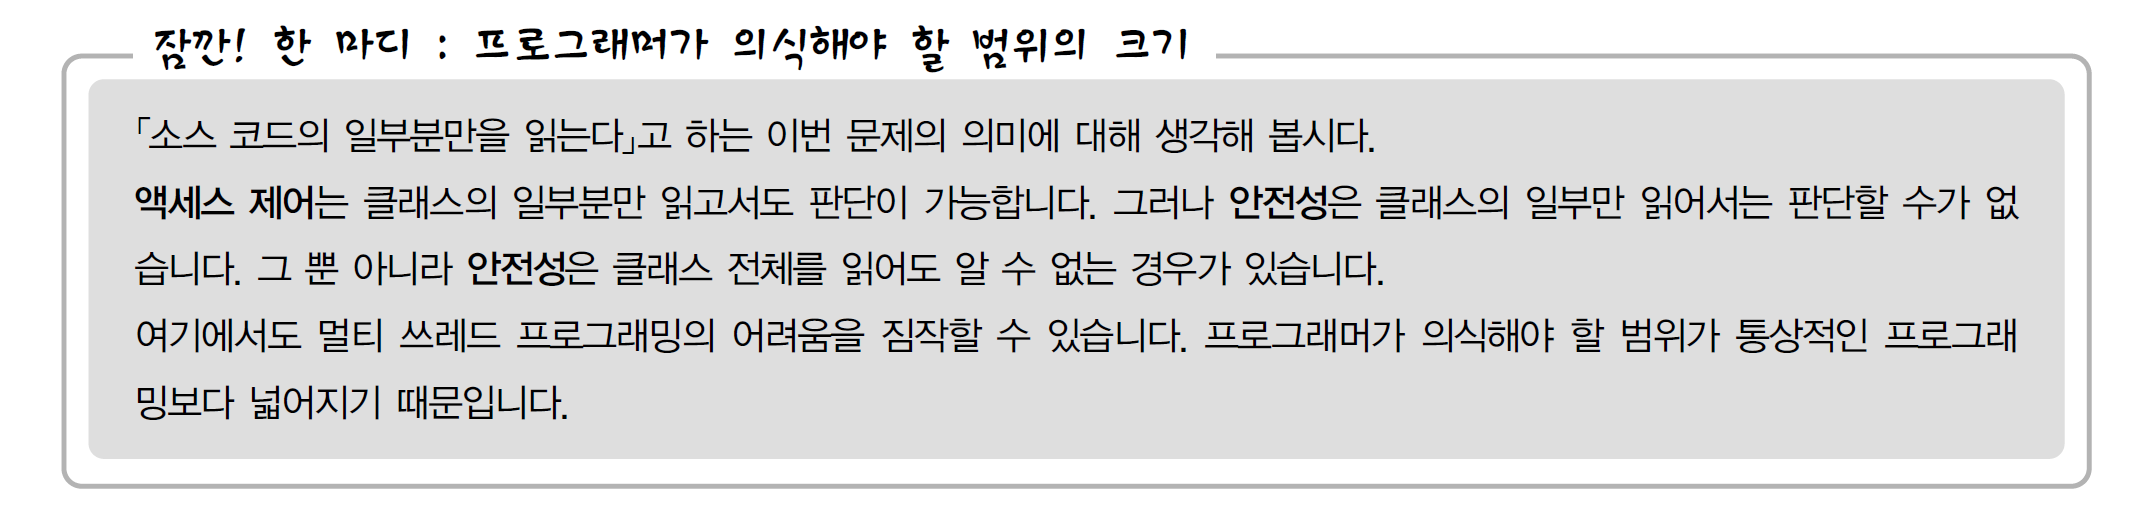 잠깐! 한 마디 : 프로그래머가 의식해야 할 범위의 크기
「소스 코드의 일부분만을 읽는다」고 하는 이번 문제의 의미에 대해 생각해 봅시다.
액세스 제어는 클래스의 일부분만 읽고서도 판단이 가능합니다. 그러나 안전성은 클래스의 일부만 읽어서는 판단할 수가 없
습니다. 그 뿐 아니라 안전성은 클래스 전체를 읽어도 알 수 없는 경우가 있습니다.
여기에서도 멀티 쓰레드 프로그래밍의 어려움을 짐작할 수 있습니다. 프로그래머가 의식해야 할 범위가 통상적인 프로그래
밍보다 넓어지기 때문입니다.